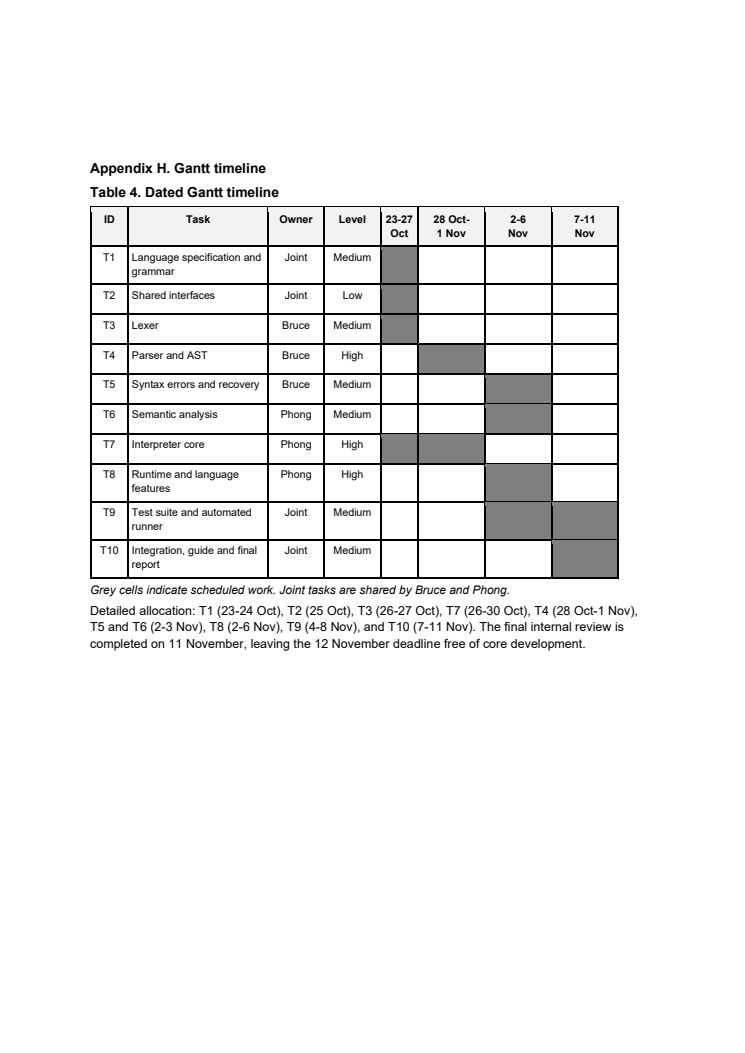 Appendix H. Gantt timeline
Table 4. Dated Gantt timeline
ID Task Owner Level 23-27 28 Oct- 2-6 7-11
Oct 1 Nov Nov Nov
T1 Language specification and Joint Medium
grammar
T2 Shared interfaces Joint Low
T3 Lexer Bruce Medium
T4 Parser and AST Bruce High
T5 Syntax errors and recovery Bruce Medium
T6 Semantic analysis Phong Medium
T7 Interpreter core Phong High
T8 Runtime and language Phong High
features
T9 Test suite and automated Joint Medium
runner
T10 Integration, guide and final Joint Medium
report
Grey cells indicate scheduled work. Joint tasks are shared by Bruce and Phong.
Detailed allocation: T1 (23-24 Oct), T2 (25 Oct), T3 (26-27 Oct), T7 (26-30 Oct), T4 (28 Oct-1 Nov),
T5 and T6 (2-3 Nov), T8 (2-6 Nov), T9 (4-8 Nov), and T10 (7-11 Nov). The final internal review is
completed on 11 November, leaving the 12 November deadline free of core development.